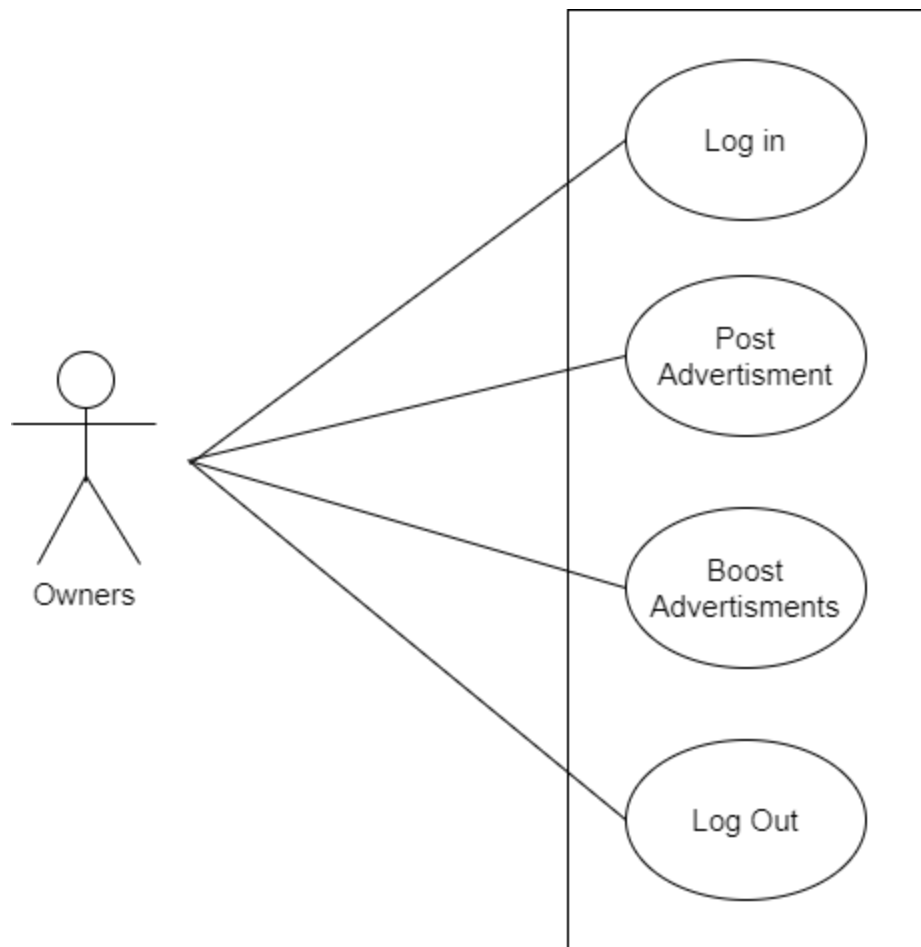 Log in
Post
Advertisment
Owners
Boost
Advertisments
Log Out